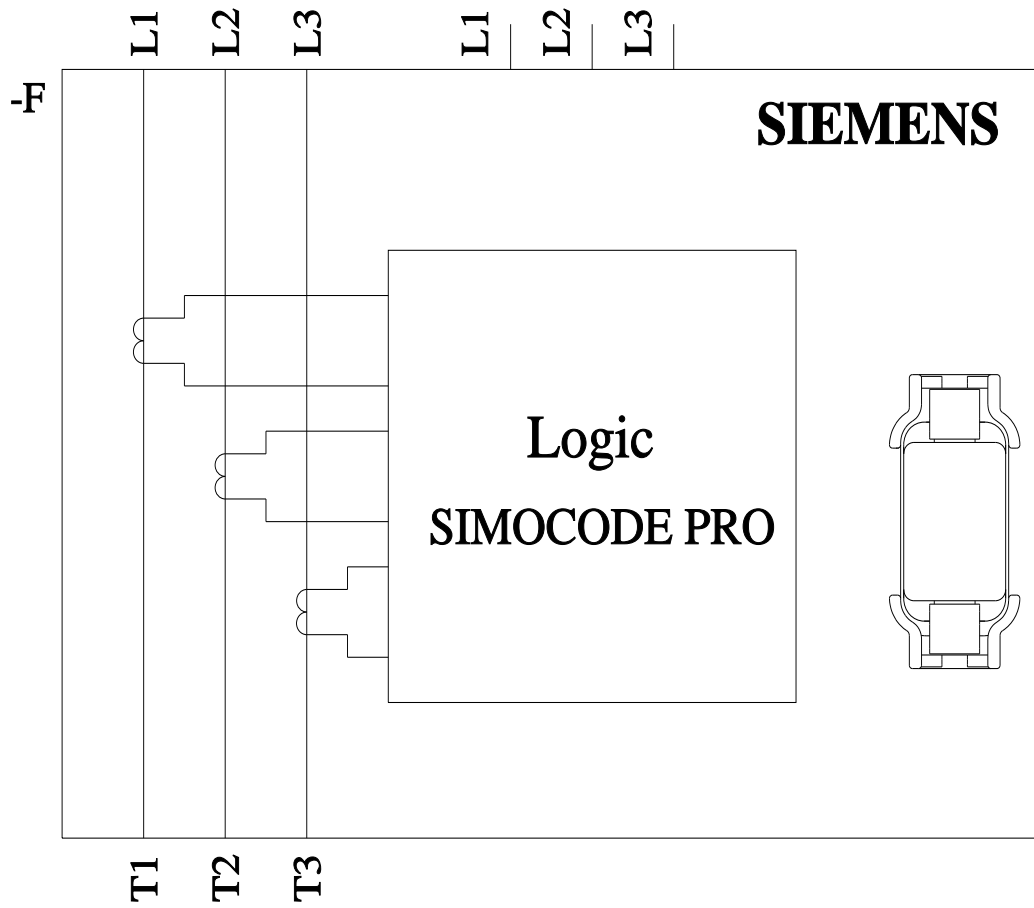 L1 L2 L3 L1 L2 L3
-F
SIEMENS
Logic
SIMOCODE PRO
T1 T2 T3